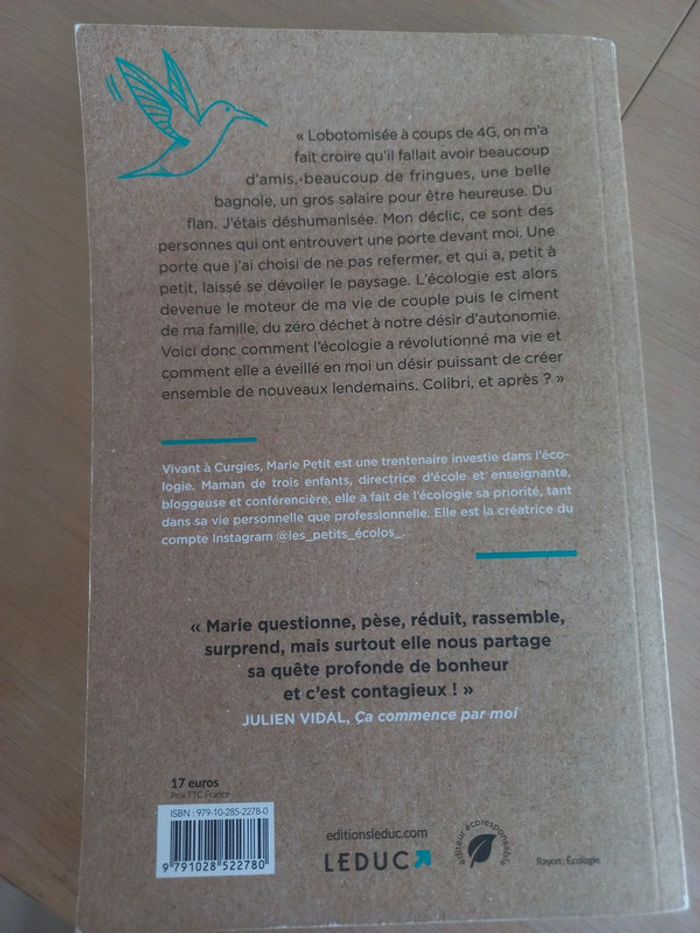 « Lobotomisée à coups de 4G, on m'a
fait croire qu'il fallait avoir beaucoup
d'amis, beaucoup de fringues, une belle
bagnole, un gros salaire pour être heureuse. Du
flan. J'étais déshumanisée. Mon déclic, ce sont des
personnes qui ont entrouvert une porte devant moi. Une
porte que j'ai choisi de ne pas refermer, et qui a, petit à
petit, laissé se dévoiler le paysage. L'écologie est alors
devenue le moteur de ma vie de couple puis le ciment
de ma famille, du zéro déchet à notre désir d'autonomie.
Voici donc comment l'écologie a révolutionné ma vie et
comment elle a éveillé en moi un désir puissant de créer
ensemble de nouveaux lendemains. Colibri, et après ? »
Vivant à Curgies, Marie Petit est une trentenaire investie dans l'éco-
logie. Maman de trois enfants, directrice d'école et enseignante,
bloggeuse et conférencière, elle a fait de l'écologie sa priorité, tant
dans sa vie personnelle que professionnelle. Elle est la créatrice du
compte Instagram @les_petits_écolos_.
« Marie questionne, pèse, réduit, rassemble,
surprend, mais surtout elle nous partage
sa quête profonde de bonheur
et c'est contagieux ! »
JULIEN VIDAL, Ça commence par moi
17 euros
Prix TTC France
ISBN : 979-10-285-2278-0
9 791028 522780
editionsleduc.com
LEDUC
éditeur écoresponsable
Rayon : Écologie